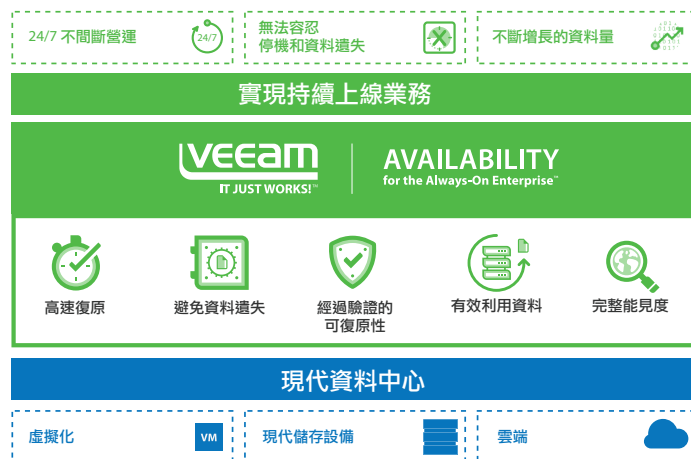 24/7 不間斷營運
24/7
無法容忍
停機和資料遺失
不斷增長的資料量
實現持續上線業務
veeam
IT JUST WORKS!™
AVAILABILITY
for the Always-On Enterprise™
高速復原
避免資料遺失
經過驗證的
可復原性
有效利用資料
完整能見度
現代資料中心
虛擬化
VM
現代儲存設備
雲端